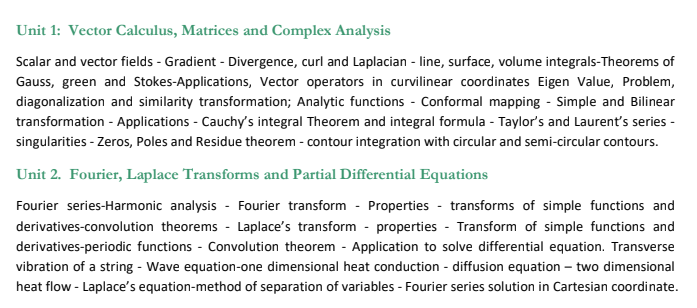 Unit 1:  Vector Calculus, Matrices and Complex Analysis
Scalar and vector fields - Gradient - Divergence, curl and Laplacian - line, surface, volume integrals-Theorems of
Gauss, green and Stokes-Applications, Vector operators in curvilinear coordinates Eigen Value, Problem,
diagonalization and similarity transformation; Analytic functions - Conformal mapping - Simple and Bilinear
transformation - Applications - Cauchy's integral Theorem and integral formula - Taylor's and Laurent's series -
singularities - Zeros, Poles and Residue theorem - contour integration with circular and semi-circular contours.
Unit 2.  Fourier, Laplace Transforms and Partial Differential Equations
Fourier series-Harmonic analysis - Fourier transform - Properties - transforms of simple functions and
derivatives-convolution theorems - Laplace's transform - properties - Transform of simple functions and
derivatives-periodic functions - Convolution theorem - Application to solve differential equation. Transverse
vibration of a string - Wave equation-one dimensional heat conduction - diffusion equation – two dimensional
heat flow - Laplace's equation-method of separation of variables - Fourier series solution in Cartesian coordinate.